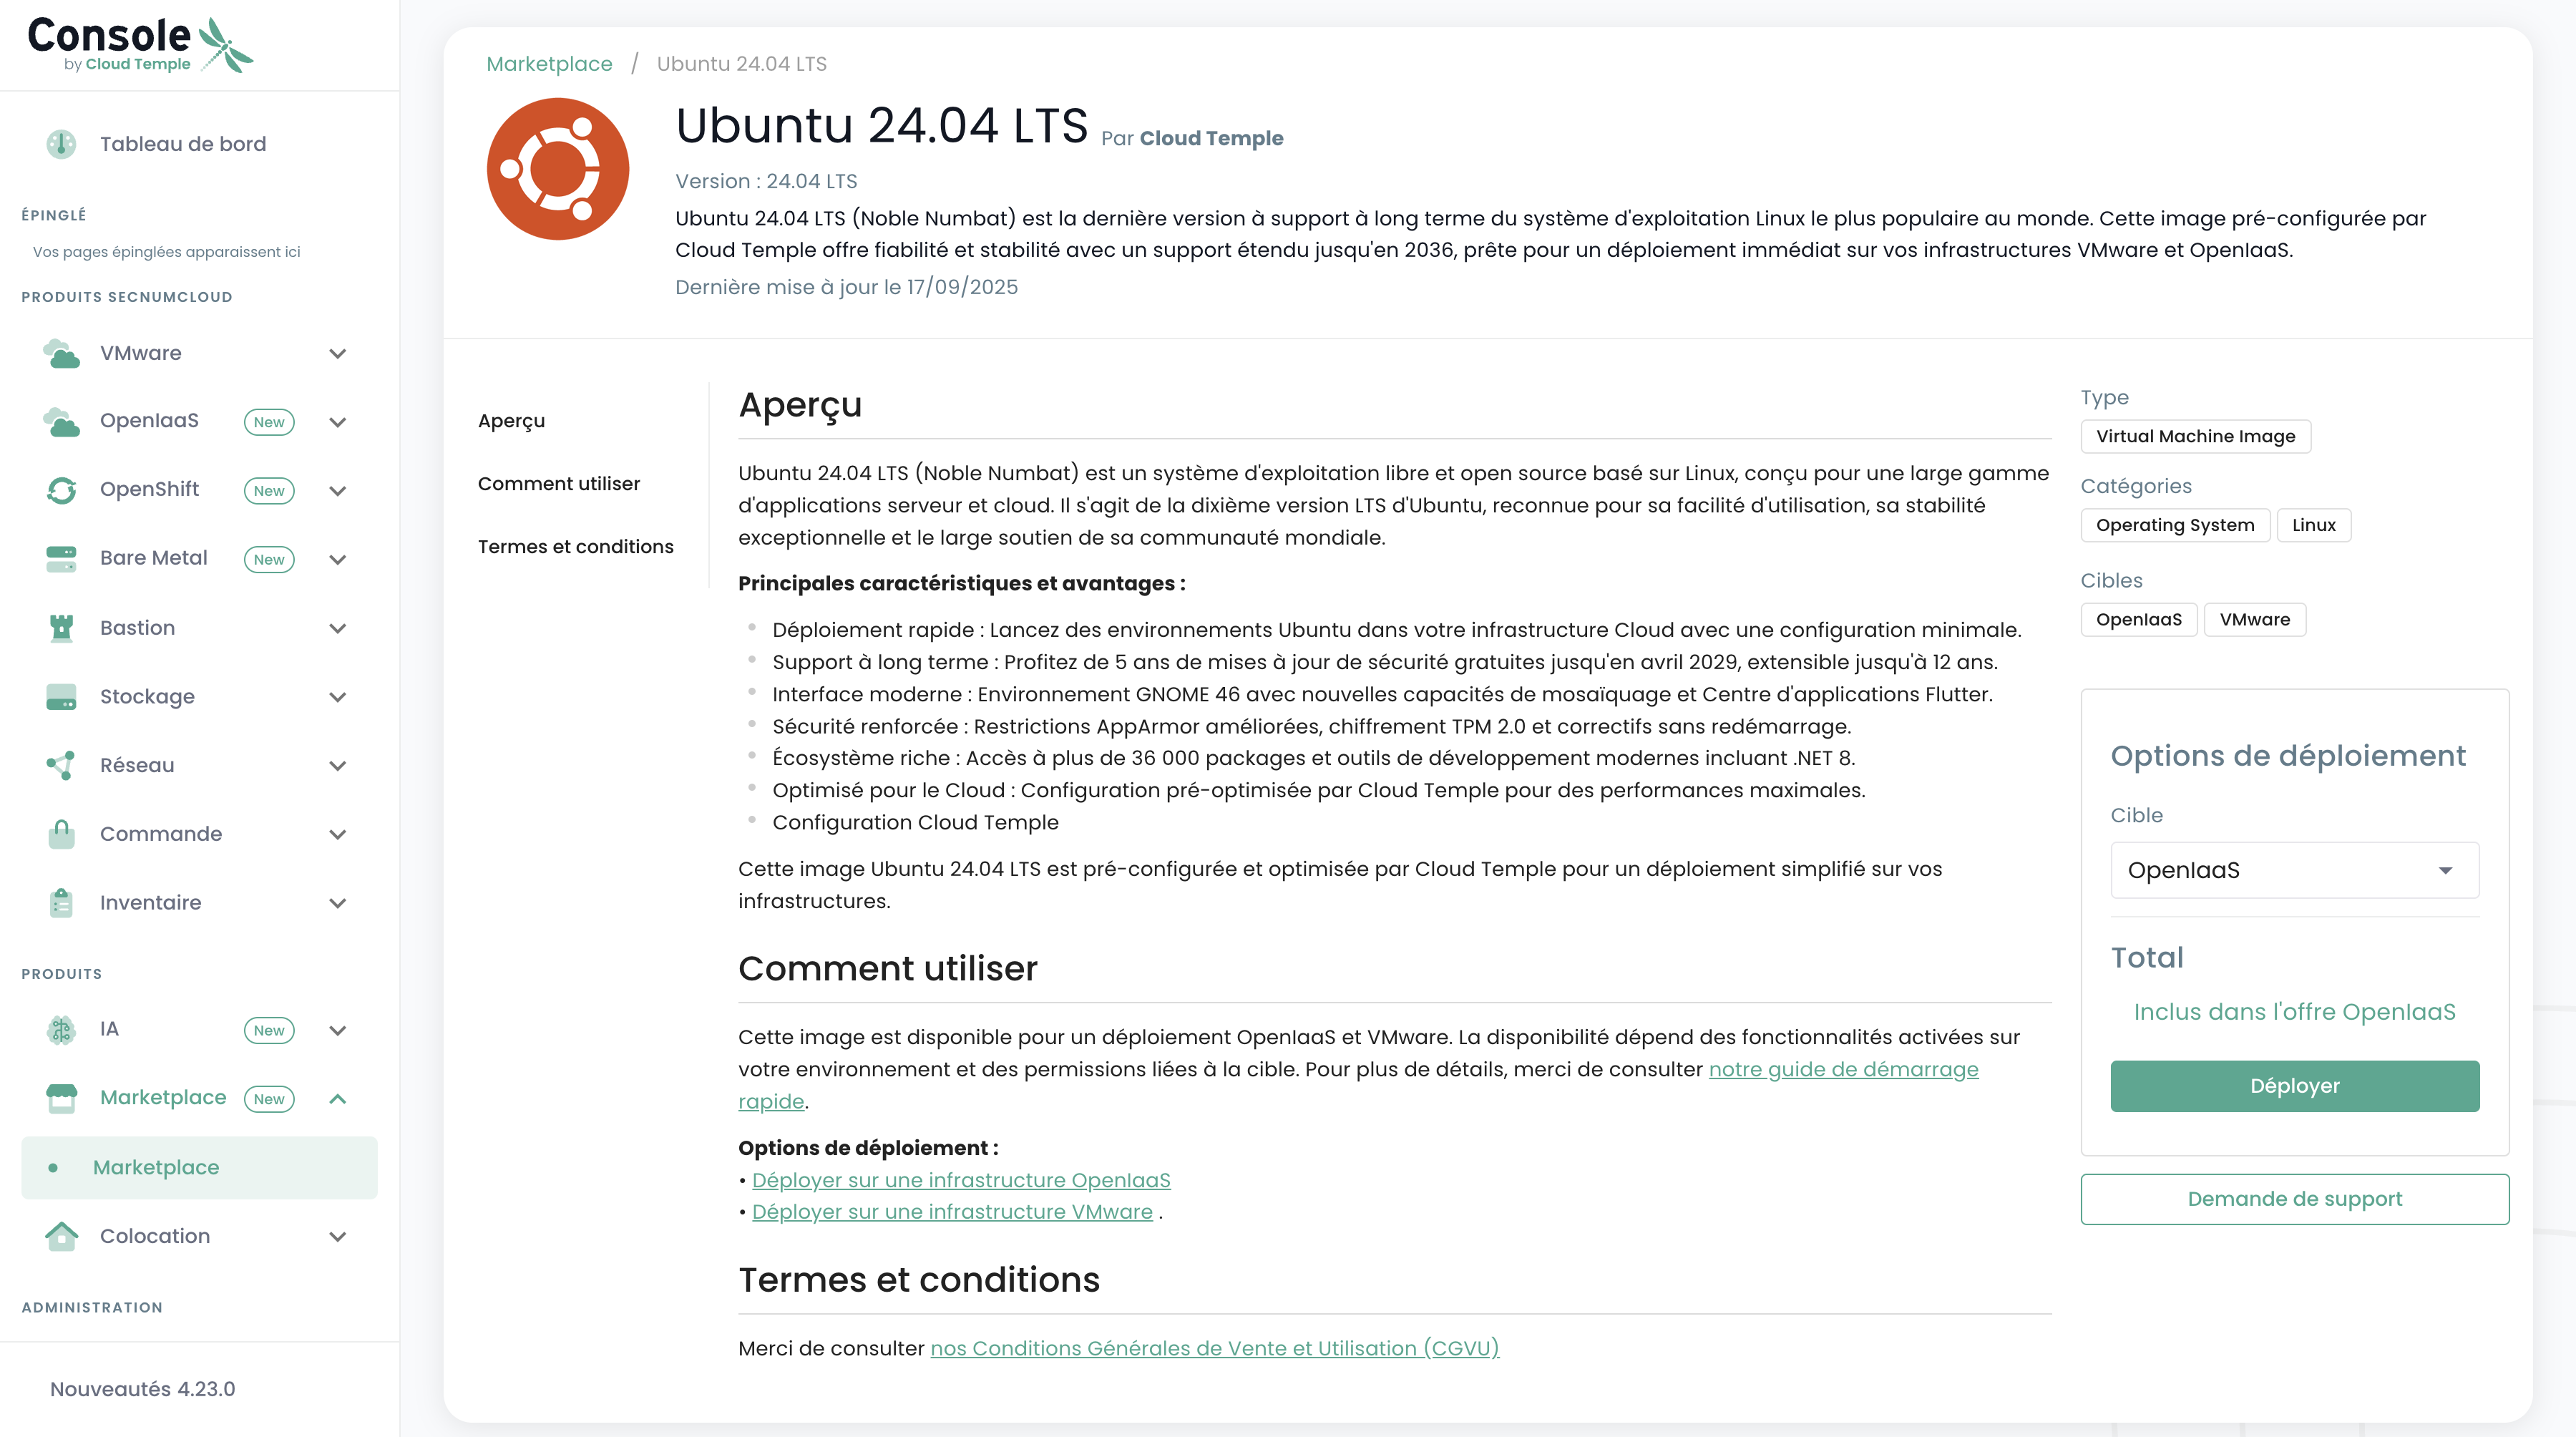 Console
by Cloud Temple
Tableau de bord
ÉPINGLÉ
Vos pages épinglées apparaissent ici
PRODUITS SECNUMCLOUD
VMware
OpenIaaS New
OpenShift New
Bare Metal New
Bastion
Stockage
Réseau
Commande
Inventaire
PRODUITS
IA New
Marketplace New
Marketplace
Colocation
ADMINISTRATION
Nouveautés 4.23.0
Marketplace / Ubuntu 24.04 LTS
Ubuntu 24.04 LTS Par Cloud Temple
Version : 24.04 LTS
Ubuntu 24.04 LTS (Noble Numbat) est la dernière version à support à long terme du système d'exploitation Linux le plus populaire au monde. Cette image pré-configurée par
Cloud Temple offre fiabilité et stabilité avec un support étendu jusqu'en 2036, prête pour un déploiement immédiat sur vos infrastructures VMware et OpenIaaS.
Dernière mise à jour le 17/09/2025
Aperçu
Comment utiliser
Termes et conditions
Aperçu
Ubuntu 24.04 LTS (Noble Numbat) est un système d'exploitation libre et open source basé sur Linux, conçu pour une large gamme
d'applications serveur et cloud. Il s'agit de la dixième version LTS d'Ubuntu, reconnue pour sa facilité d'utilisation, sa stabilité
exceptionnelle et le large soutien de sa communauté mondiale.
Principales caractéristiques et avantages :
• Déploiement rapide : Lancez des environnements Ubuntu dans votre infrastructure Cloud avec une configuration minimale.
• Support à long terme : Profitez de 5 ans de mises à jour de sécurité gratuites jusqu'en avril 2029, extensible jusqu'à 12 ans.
• Interface moderne : Environnement GNOME 46 avec nouvelles capacités de mosaïquage et Centre d'applications Flutter.
• Sécurité renforcée : Restrictions AppArmor améliorées, chiffrement TPM 2.0 et correctifs sans redémarrage.
• Écosystème riche : Accès à plus de 36 000 packages et outils de développement modernes incluant .NET 8.
• Optimisé pour le Cloud : Configuration pré-optimisée par Cloud Temple pour des performances maximales.
• Configuration Cloud Temple
Cette image Ubuntu 24.04 LTS est pré-configurée et optimisée par Cloud Temple pour un déploiement simplifié sur vos
infrastructures.
Comment utiliser
Cette image est disponible pour un déploiement OpenIaaS et VMware. La disponibilité dépend des fonctionnalités activées sur
votre environnement et des permissions liées à la cible. Pour plus de détails, merci de consulter notre guide de démarrage
rapide.
Options de déploiement :
• Déployer sur une infrastructure OpenIaaS
• Déployer sur une infrastructure VMware .
Termes et conditions
Merci de consulter nos Conditions Générales de Vente et Utilisation (CGVU)
Type
Virtual Machine Image
Catégories
Operating System Linux
Cibles
OpenIaaS VMware
Options de déploiement
Cible
OpenIaaS
Total
Inclus dans l'offre OpenIaaS
Déployer
Demande de support